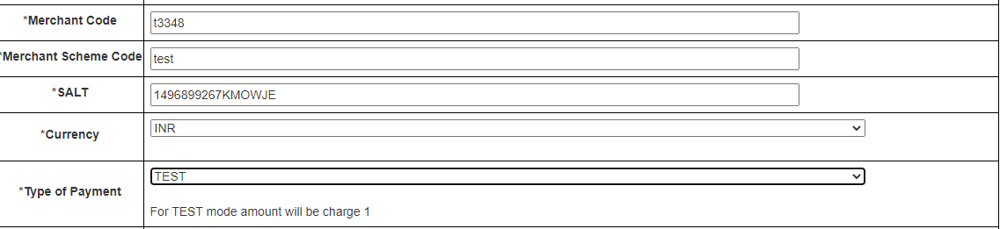 *Merchant Code t3348
*Merchant Scheme Code test
*SALT 1496899267KMOWJE
*Currency INR
*Type of Payment TEST
For TEST mode amount will be charge 1